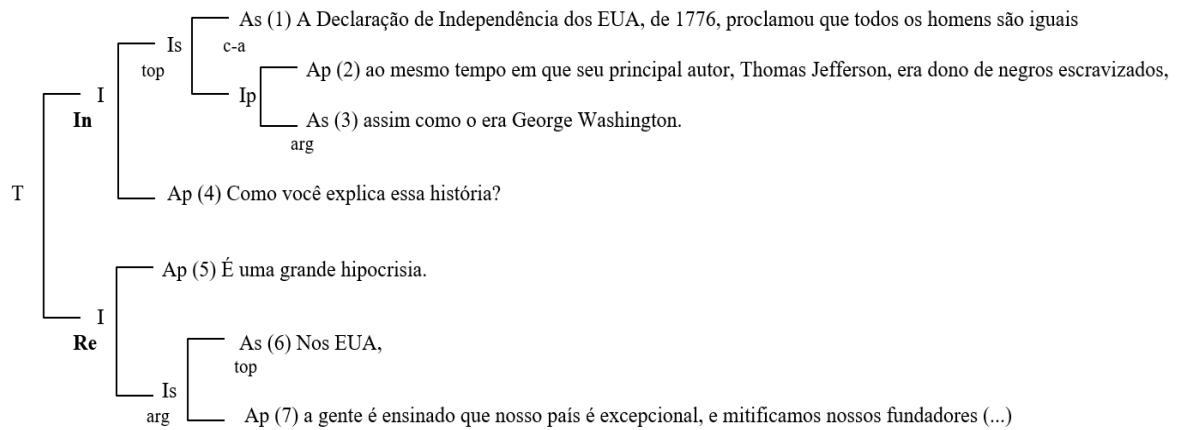 As (1) A Declaração de Independência dos EUA, de 1776, proclamou que todos os homens são iguais
Is
c-a
top
Ap (2) ao mesmo tempo em que seu principal autor, Thomas Jefferson, era dono de negros escravizados,
I
Ip
In
As (3) assim como o era George Washington.
arg
T
Ap (4) Como você explica essa história?
Ap (5) É uma grande hipocrisia.
I
Re
As (6) Nos EUA,
top
Is
arg
Ap (7) a gente é ensinado que nosso país é excepcional, e mitificamos nossos fundadores (...)